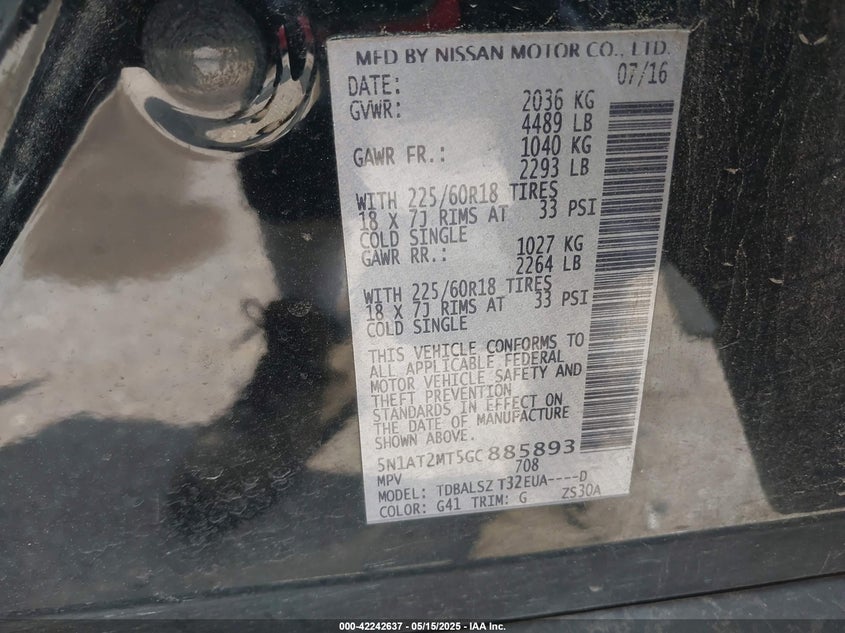 MFD BY NISSAN MOTOR CO., LTD.
DATE: 07/16
GVWR: 2036 KG
4489 LB
GAWR FR.: 1040 KG
2293 LB
WITH 225/60R18 TIRES
18 X 7J RIMS AT 33 PSI
COLD SINGLE
GAWR RR.: 1027 KG
2264 LB
WITH 225/60R18 TIRES
18 X 7J RIMS AT 33 PSI
COLD SINGLE
THIS VEHICLE CONFORMS TO
ALL APPLICABLE FEDERAL
MOTOR VEHICLE SAFETY AND
THEFT PREVENTION
STANDARDS IN EFFECT ON
THE DATE OF MANUFACTURE
SHOWN ABOVE.
5N1AT2MT5GC885893
MPV 708
MODEL: TDBALSZ T32EUA----D
COLOR: G41 TRIM: G ZS30A
000-42242637 - 05/15/2025 - IAA Inc.